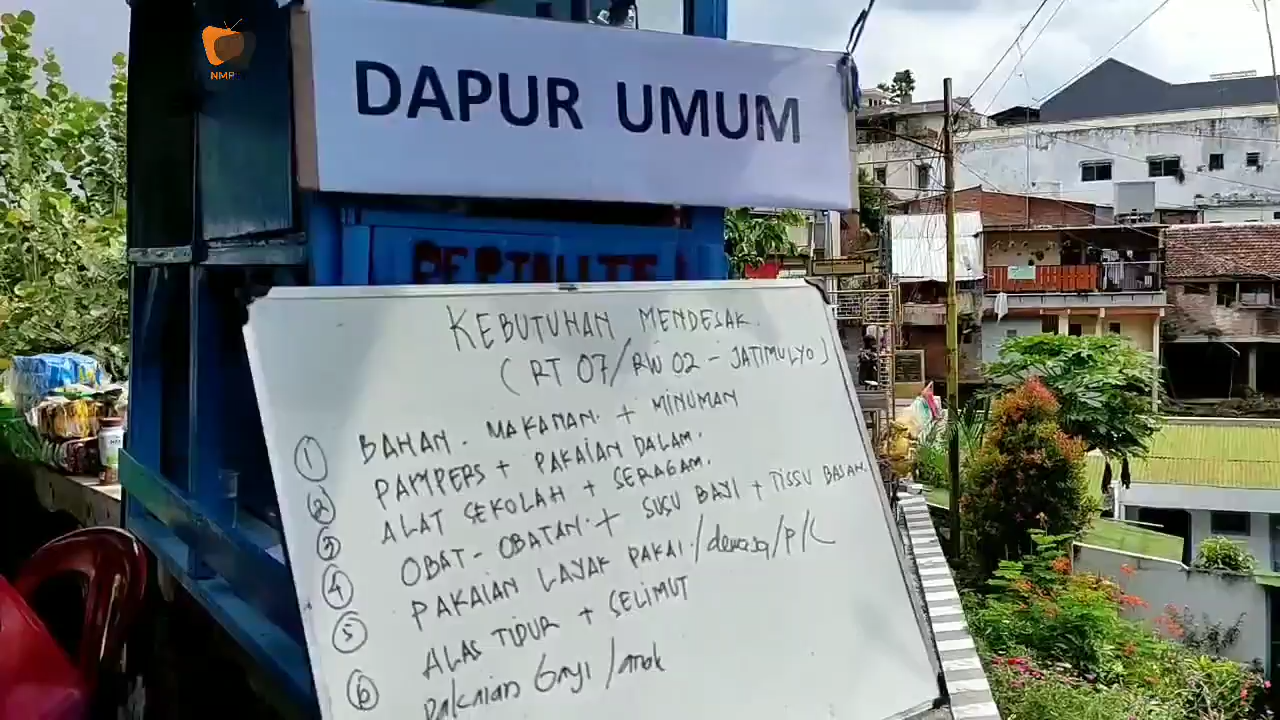 NMP
DAPUR UMUM
PERTALITE
KEBUTUHAN MENDESAK.
(RT 07/RW 02 - JATIMULYO)
1 BAHAN. MAKANAN. + MINUMAN
2 PAMPERS + PAKAIAN DALAM.
3 ALAT SEKOLAH + SERAGAM.
4 OBAT - OBATAN. + SUSU BAYI + TISSU BASAH.
5 PAKAIAN LAYAK PAKAI /dewasa/P/L
6 ALAS TIDUR + SELIMUT
pakaian bayi /anak